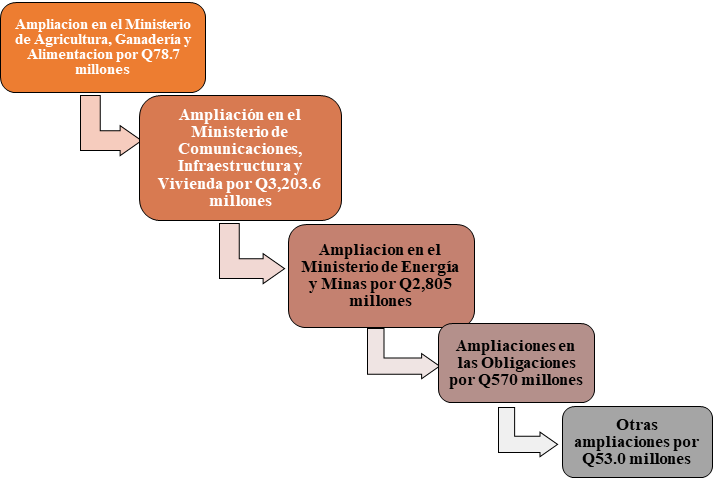 Ampliacion en el Ministerio
de Agricultura, Ganadería y
Alimentacion por Q78.7
millones
Ampliación en el
Ministerio de
Comunicaciones,
Infraestructura y
Vivienda por Q3,203.6
millones
Ampliacion en el
Ministerio de Energía
y Minas por Q2,805
millones
Ampliaciones en
las Obligaciones
por Q570 millones
Otras
ampliaciones por
Q53.0 millones